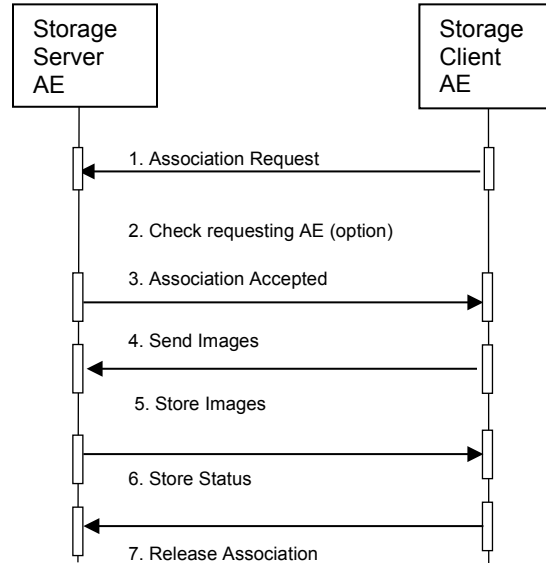 Storage
Server
AE
Storage
Client
AE
1. Association Request
2. Check requesting AE (option)
3. Association Accepted
4. Send Images
5. Store Images
6. Store Status
7. Release Association